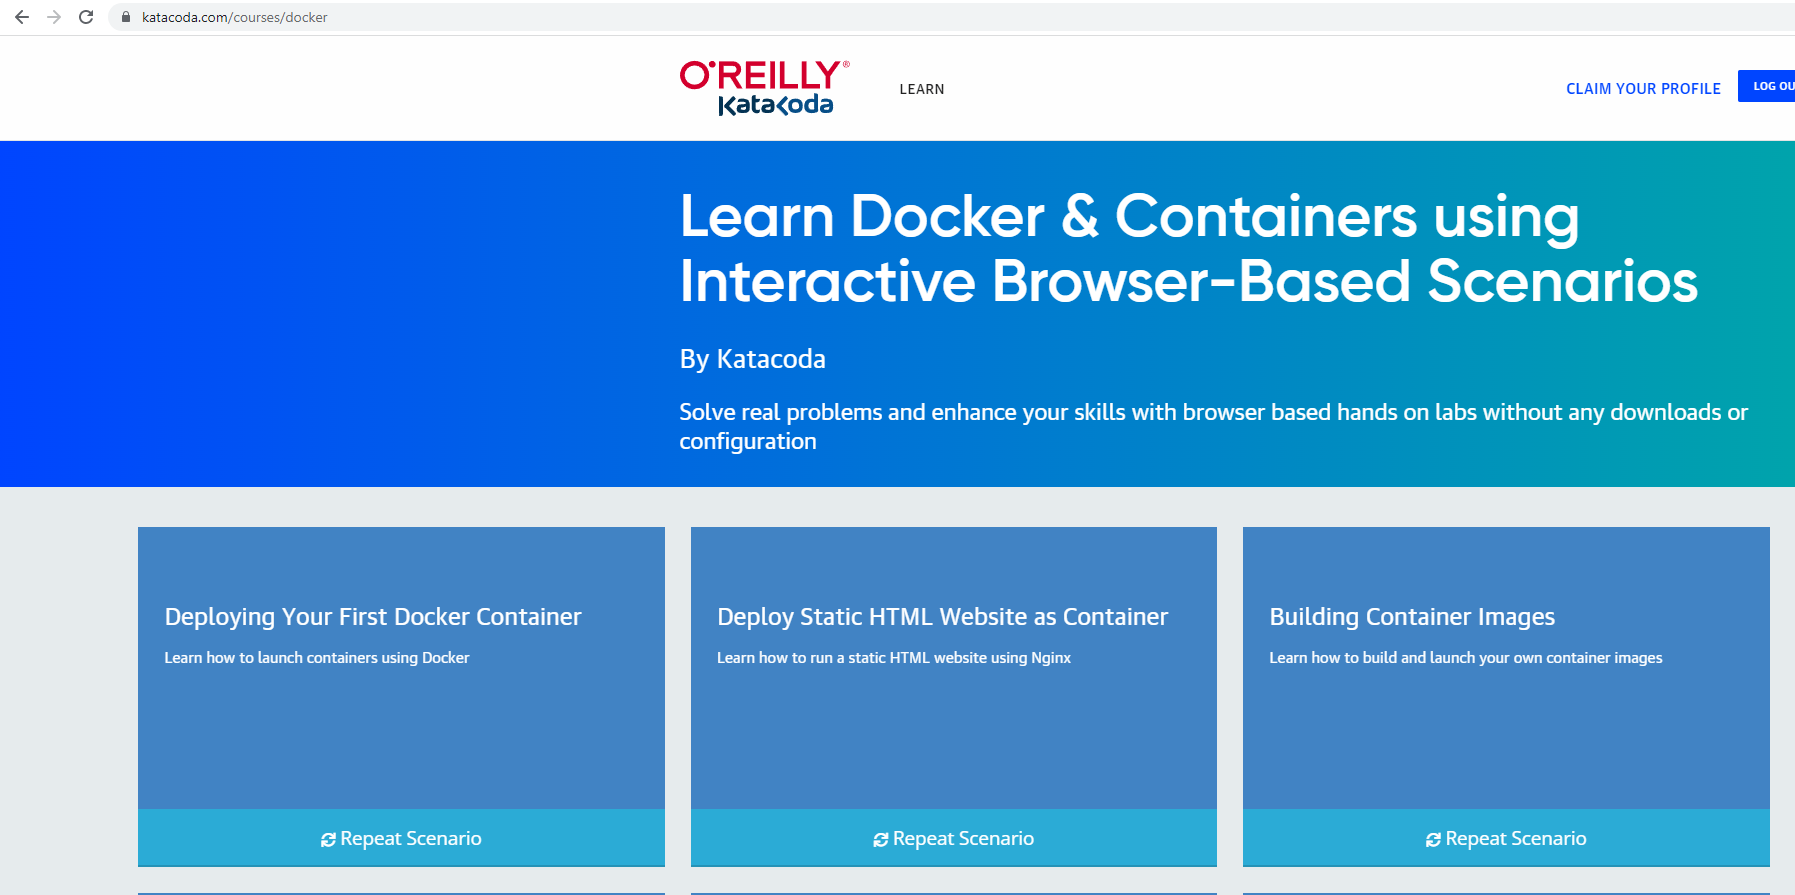 katacoda.com/courses/docker
O'REILLY®
Katacoda
LEARN
CLAIM YOUR PROFILE
LOG OU
Learn Docker & Containers using
Interactive Browser-Based Scenarios
By Katacoda
Solve real problems and enhance your skills with browser based hands on labs without any downloads or
configuration
Deploying Your First Docker Container
Learn how to launch containers using Docker
Repeat Scenario
Deploy Static HTML Website as Container
Learn how to run a static HTML website using Nginx
Repeat Scenario
Building Container Images
Learn how to build and launch your own container images
Repeat Scenario